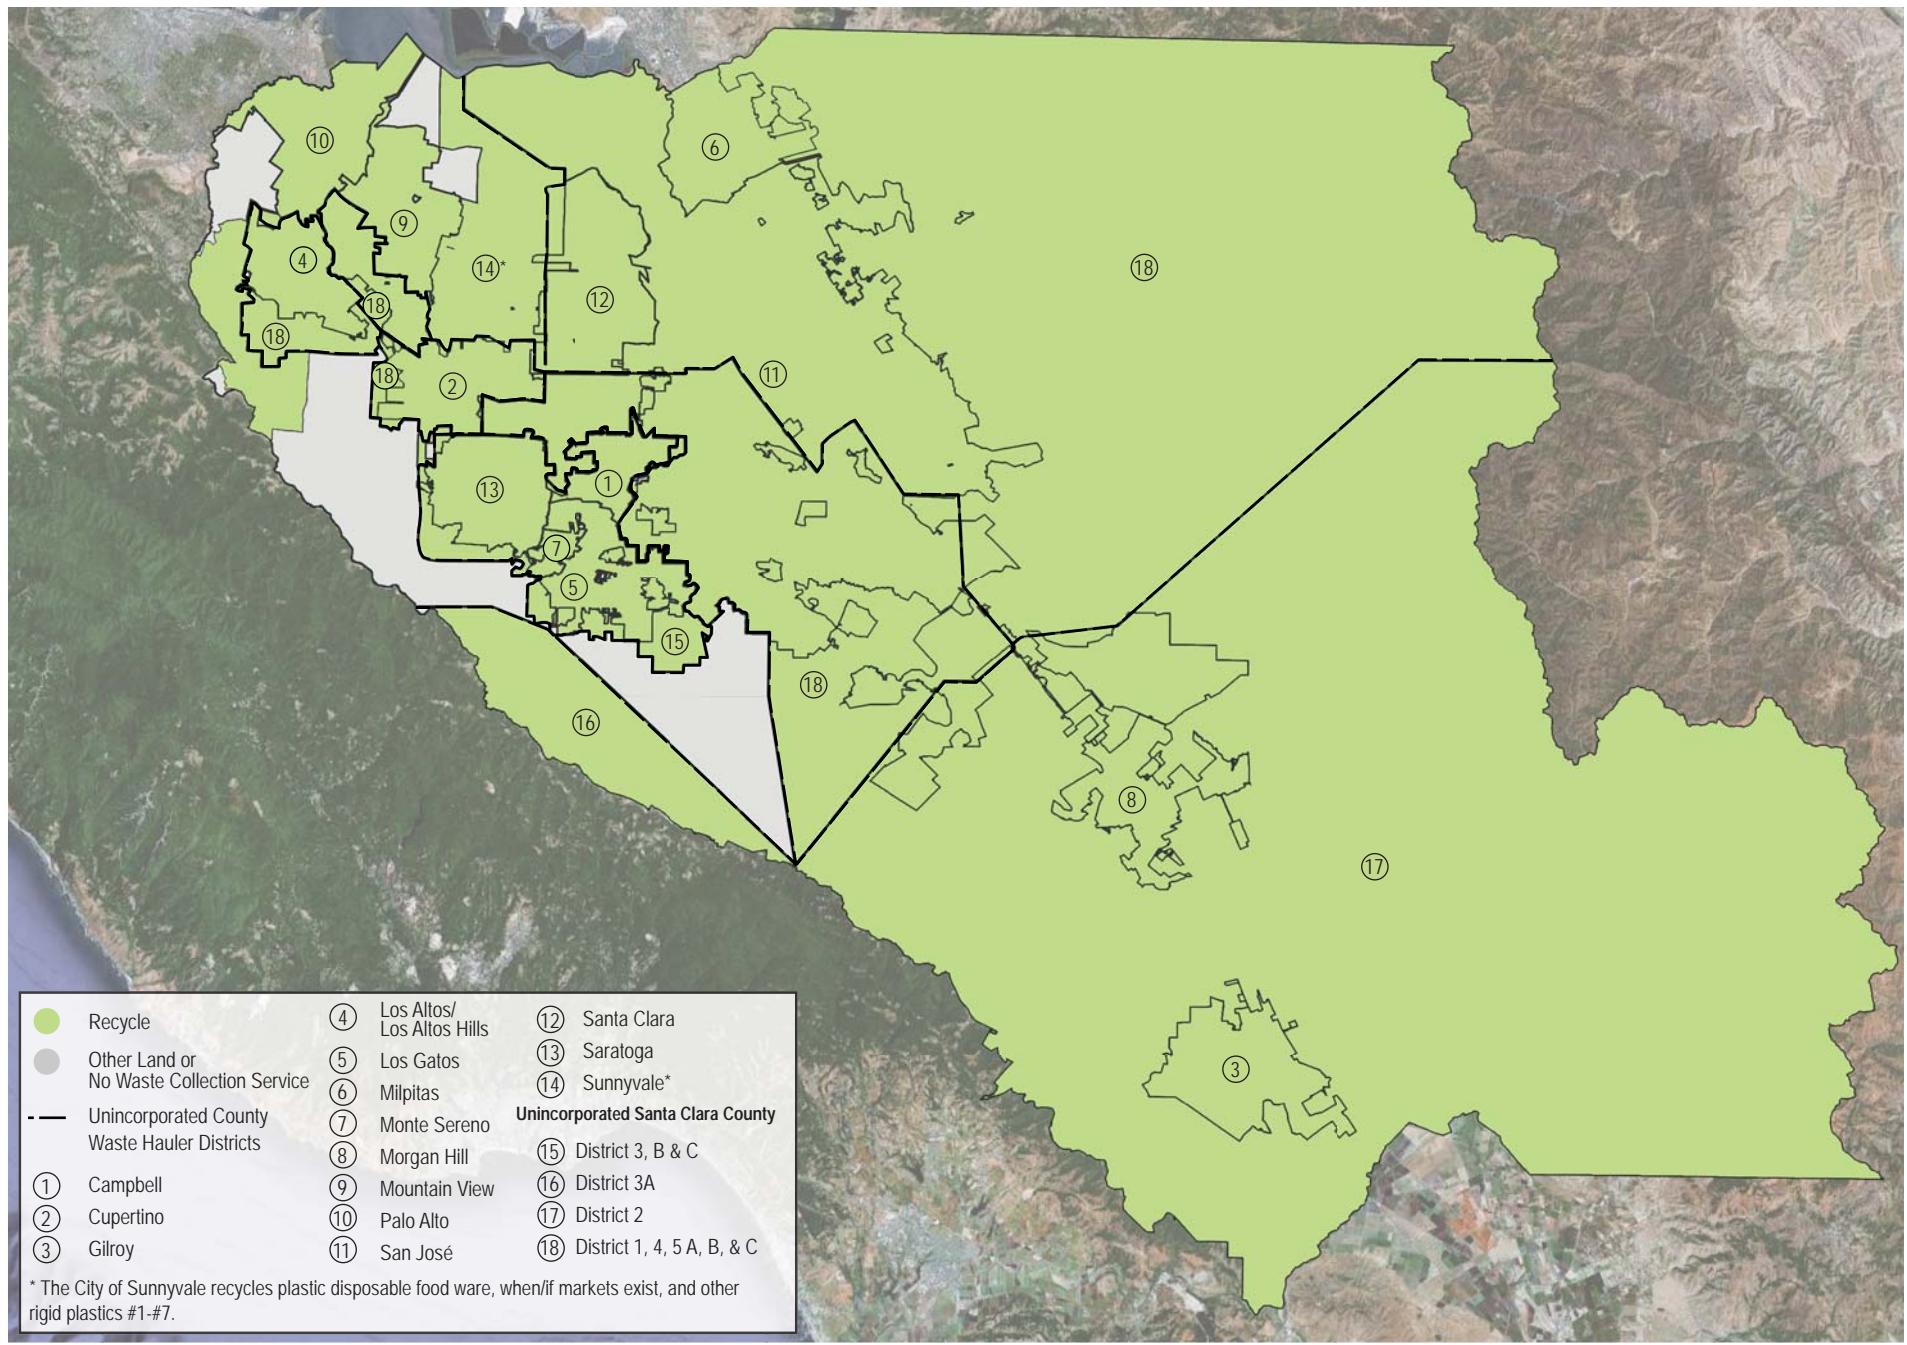 10
6
9
4
14*
18
12
18
18
11
18
2
13
1
7
5
15
18
16
8
17
3
Recycle
Other Land or
No Waste Collection Service
Unincorporated County
Waste Hauler Districts
1 Campbell
2 Cupertino
3 Gilroy
4 Los Altos/
Los Altos Hills
5 Los Gatos
6 Milpitas
7 Monte Sereno
8 Morgan Hill
9 Mountain View
10 Palo Alto
11 San José
12 Santa Clara
13 Saratoga
14 Sunnyvale*
Unincorporated Santa Clara County
15 District 3, B & C
16 District 3A
17 District 2
18 District 1, 4, 5 A, B, & C
* The City of Sunnyvale recycles plastic disposable food ware, when/if markets exist, and other
rigid plastics #1-#7.